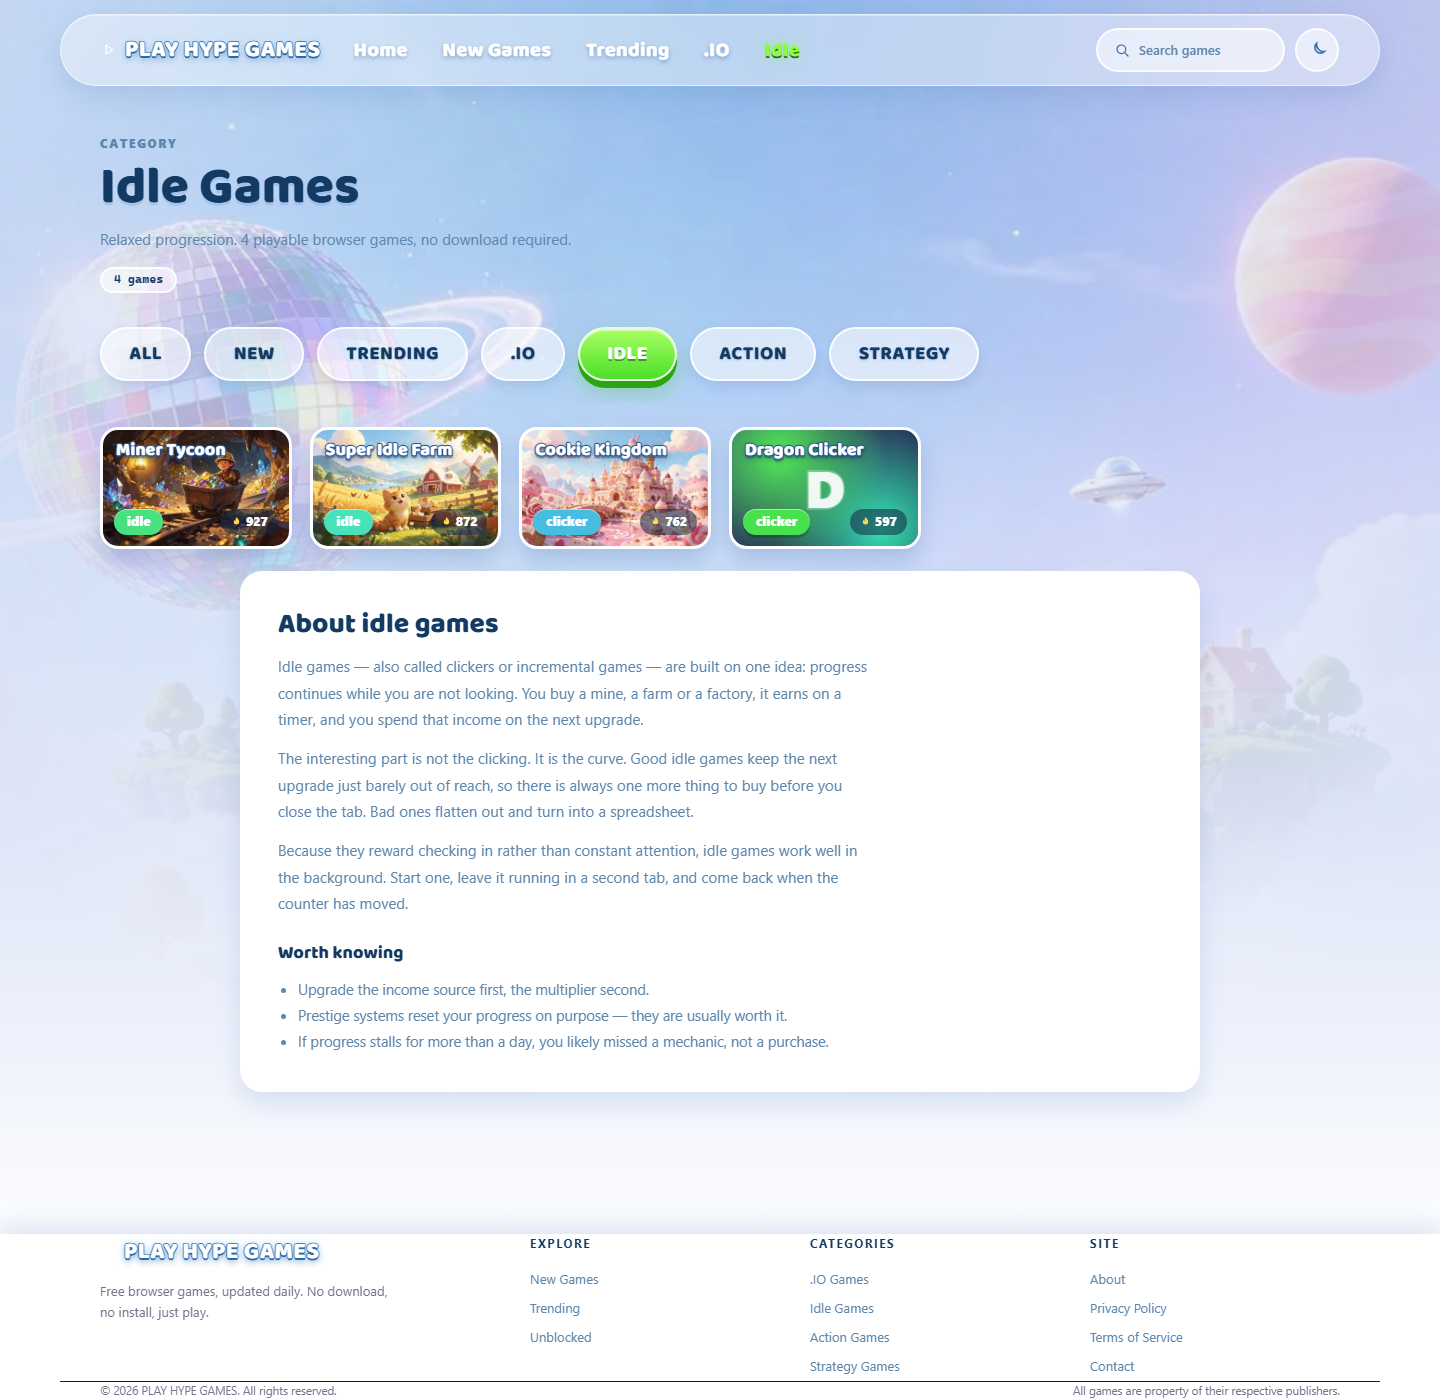 PLAY HYPE GAMES Home New Games Trending .IO Idle Search games
CATEGORY
Idle Games
Relaxed progression. 4 playable browser games, no download required.
4 games
ALL NEW TRENDING .IO IDLE ACTION STRATEGY
Miner Tycoon Super Idle Farm Cookie Kingdom Dragon Clicker
D
idle 927 idle 872 clicker 762 clicker 597
About idle games
Idle games — also called clickers or incremental games — are built on one idea: progress
continues while you are not looking. You buy a mine, a farm or a factory, it earns on a
timer, and you spend that income on the next upgrade.
The interesting part is not the clicking. It is the curve. Good idle games keep the next
upgrade just barely out of reach, so there is always one more thing to buy before you
close the tab. Bad ones flatten out and turn into a spreadsheet.
Because they reward checking in rather than constant attention, idle games work well in
the background. Start one, leave it running in a second tab, and come back when the
counter has moved.
Worth knowing
• Upgrade the income source first, the multiplier second.
• Prestige systems reset your progress on purpose — they are usually worth it.
• If progress stalls for more than a day, you likely missed a mechanic, not a purchase.
PLAY HYPE GAMES
Free browser games, updated daily. No download,
no install, just play.
EXPLORE
New Games
Trending
Unblocked
CATEGORIES
.IO Games
Idle Games
Action Games
Strategy Games
SITE
About
Privacy Policy
Terms of Service
Contact
© 2026 PLAY HYPE GAMES. All rights reserved.
All games are property of their respective publishers.